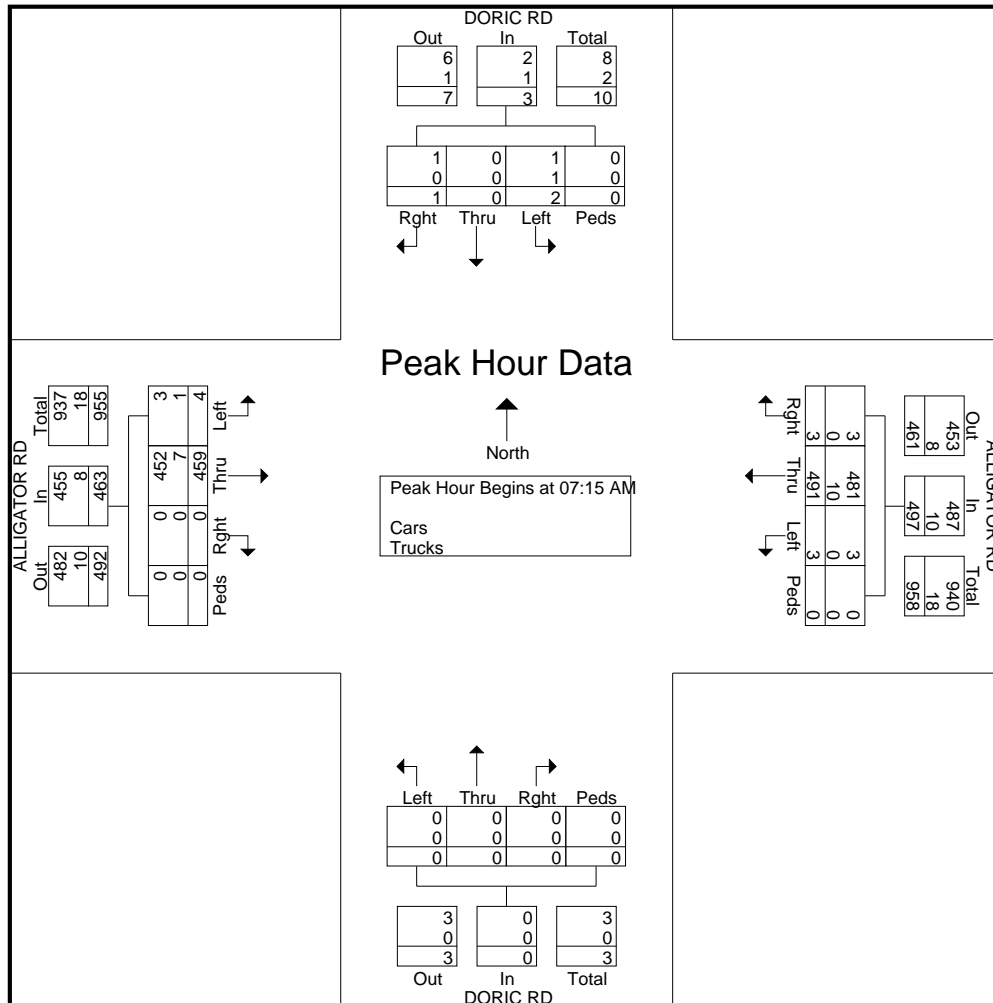 DORIC RD
Out In Total
6 2 8
1 1 2
7 3 10
1 0 1 0
0 0 1 0
1 0 2 0
Rght Thru Left Peds
Peak Hour Data
North
Peak Hour Begins at 07:15 AM
Cars
Trucks
ALLIGATOR RD
Out In Total
482 455 937
10 8 18
492 463 955
Peds Rght Thru Left
0 0 452 3
0 0 7 1
0 0 459 4
ALLIGATOR RD
Out In Total
453 487 940
8 10 18
461 497 958
Rght Thru Left Peds
3 481 3 0
0 10 0 0
3 491 3 0
Left Thru Rght Peds
0 0 0 0
0 0 0 0
0 0 0 0
3 0 3
0 0 0
3 0 3
Out In Total
DORIC RD